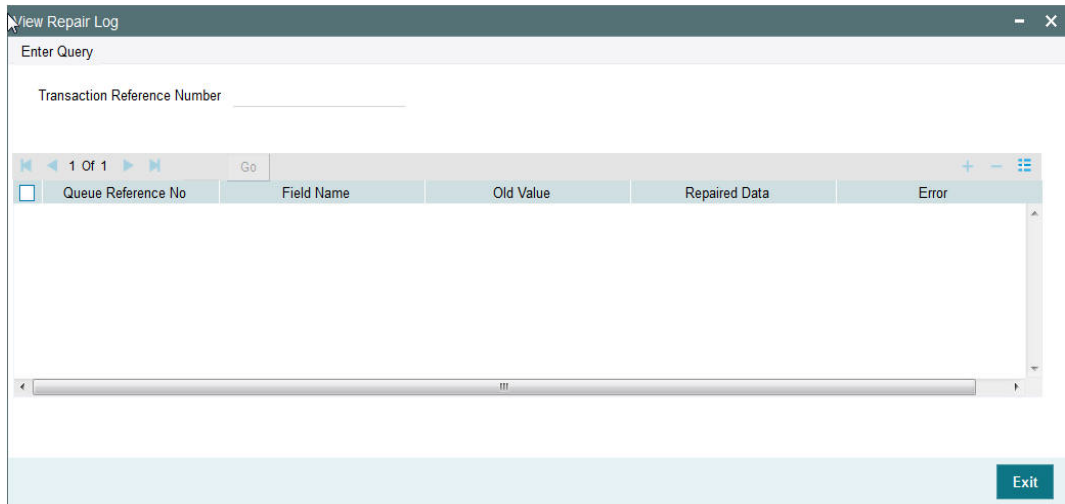 View Repair Log
Enter Query
Transaction Reference Number
1 Of 1 Go
Queue Reference No Field Name Old Value Repaired Data Error
Exit